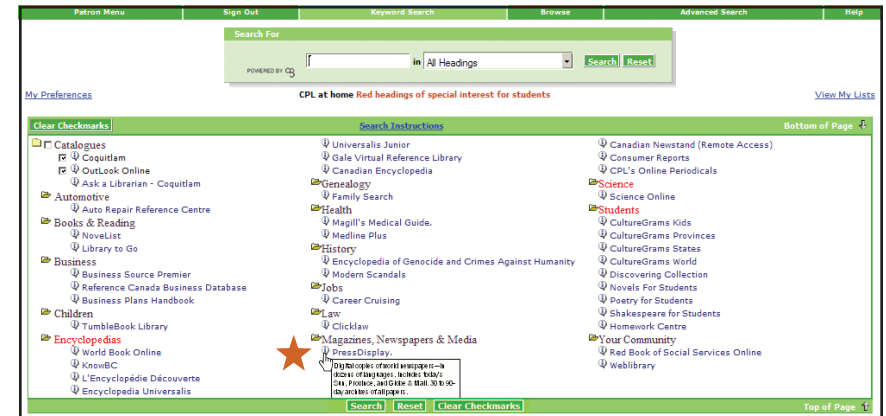 Patron Menu Sign Out Keyword Search Browse Advanced Search Help
Search For
POWERED BY
in All Headings Search Reset
My Preferences CPL at home Red headings of special interest for students View My Lists
Clear Checkmarks Search Instructions Bottom of Page
Catalogues
Coquitlam
OutLook Online
Ask a Librarian - Coquitlam
Automotive
Auto Repair Reference Centre
Books & Reading
NoveList
Library to Go
Business
Business Source Premier
Reference Canada Business Database
Business Plans Handbook
Children
TumbleBook Library
Encyclopedias
World Book Online
KnowBC
L'Encyclopédie Découverte
Encyclopedia Universalis
Universalis Junior
Gale Virtual Reference Library
Canadian Encyclopedia
Genealogy
Family Search
Health
Magill's Medical Guide.
Medline Plus
History
Encyclopedia of Genocide and Crimes Against Humanity
Modern Scandals
Jobs
Career Cruising
Law
Clicklaw
Magazines, Newspapers & Media
PressDisplay.
Digital copies of world newspapers—in
dozens of languages. Includes today's
Sun, Province, and Globe & Mail. 30 to 90-
day archives of all papers.
Canadian Newstand (Remote Access)
Consumer Reports
CPL's Online Periodicals
Science
Science Online
Students
CultureGrams Kids
CultureGrams Provinces
CultureGrams States
CultureGrams World
Discovering Collection
Novels For Students
Poetry for Students
Shakespeare for Students
Homework Centre
Your Community
Red Book of Social Services Online
Weblibrary
Search Reset Clear Checkmarks Top of Page